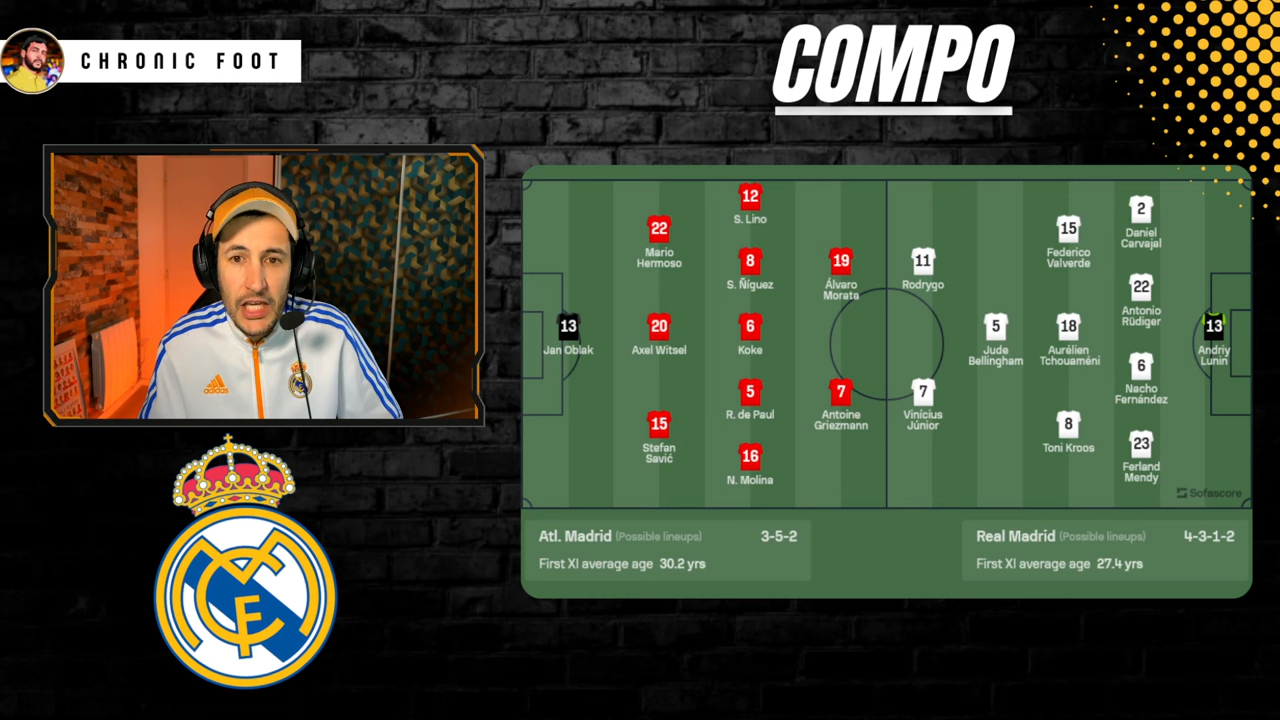 CHRONIC FOOT
COMPO
adidas
12
S. Lino
22
Mario
Hermoso
8
S. Ñíguez
19
Álvaro
Morata
13
Jan Oblak
20
Axel Witsel
6
Koke
5
R. de Paul
7
Antoine
Griezmann
15
Stefan
Savić
16
N. Molina
11
Rodrygo
7
Vinícius
Júnior
5
Jude
Bellingham
15
Federico
Valverde
18
Aurélien
Tchouaméni
8
Toni Kroos
2
Daniel
Carvajal
22
Antonio
Rüdiger
6
Nacho
Fernández
23
Ferland
Mendy
13
Andriy
Lunin
Sofascore
Atl. Madrid (Possible lineups) 3-5-2
First XI average age 30.2 yrs
Real Madrid (Possible lineups) 4-3-1-2
First XI average age 27.4 yrs